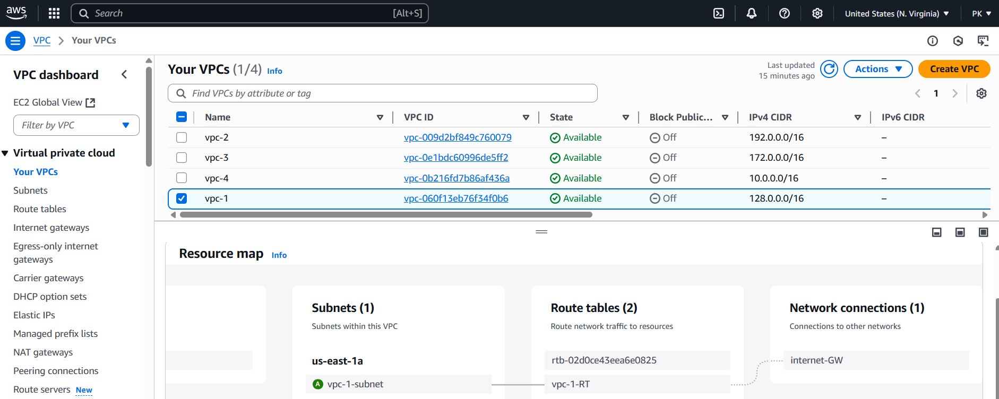 aws
Search [Alt+S]
United States (N. Virginia)
PK
VPC
Your VPCs
VPC dashboard
EC2 Global View
Filter by VPC
Virtual private cloud
Your VPCs
Subnets
Route tables
Internet gateways
Egress-only internet
gateways
Carrier gateways
DHCP option sets
Elastic IPs
Managed prefix lists
NAT gateways
Peering connections
Route servers New
Your VPCs (1/4) Info
Last updated
15 minutes ago
Actions
Create VPC
Find VPCs by attribute or tag
1
Name VPC ID State Block Public... IPv4 CIDR IPv6 CIDR
vpc-2 vpc-009d2bf849c760079 Available Off 192.0.0.0/16 –
vpc-3 vpc-0e1bdc60996de5ff2 Available Off 172.0.0.0/16 –
vpc-4 vpc-0b216fd7b86af436a Available Off 10.0.0.0/16 –
vpc-1 vpc-060f13eb76f34f0b6 Available Off 128.0.0.0/16 –
Resource map Info
Subnets (1)
Subnets within this VPC
us-east-1a
A vpc-1-subnet
Route tables (2)
Route network traffic to resources
rtb-02d0ce43eea6e0825
vpc-1-RT
Network connections (1)
Connections to other networks
internet-GW